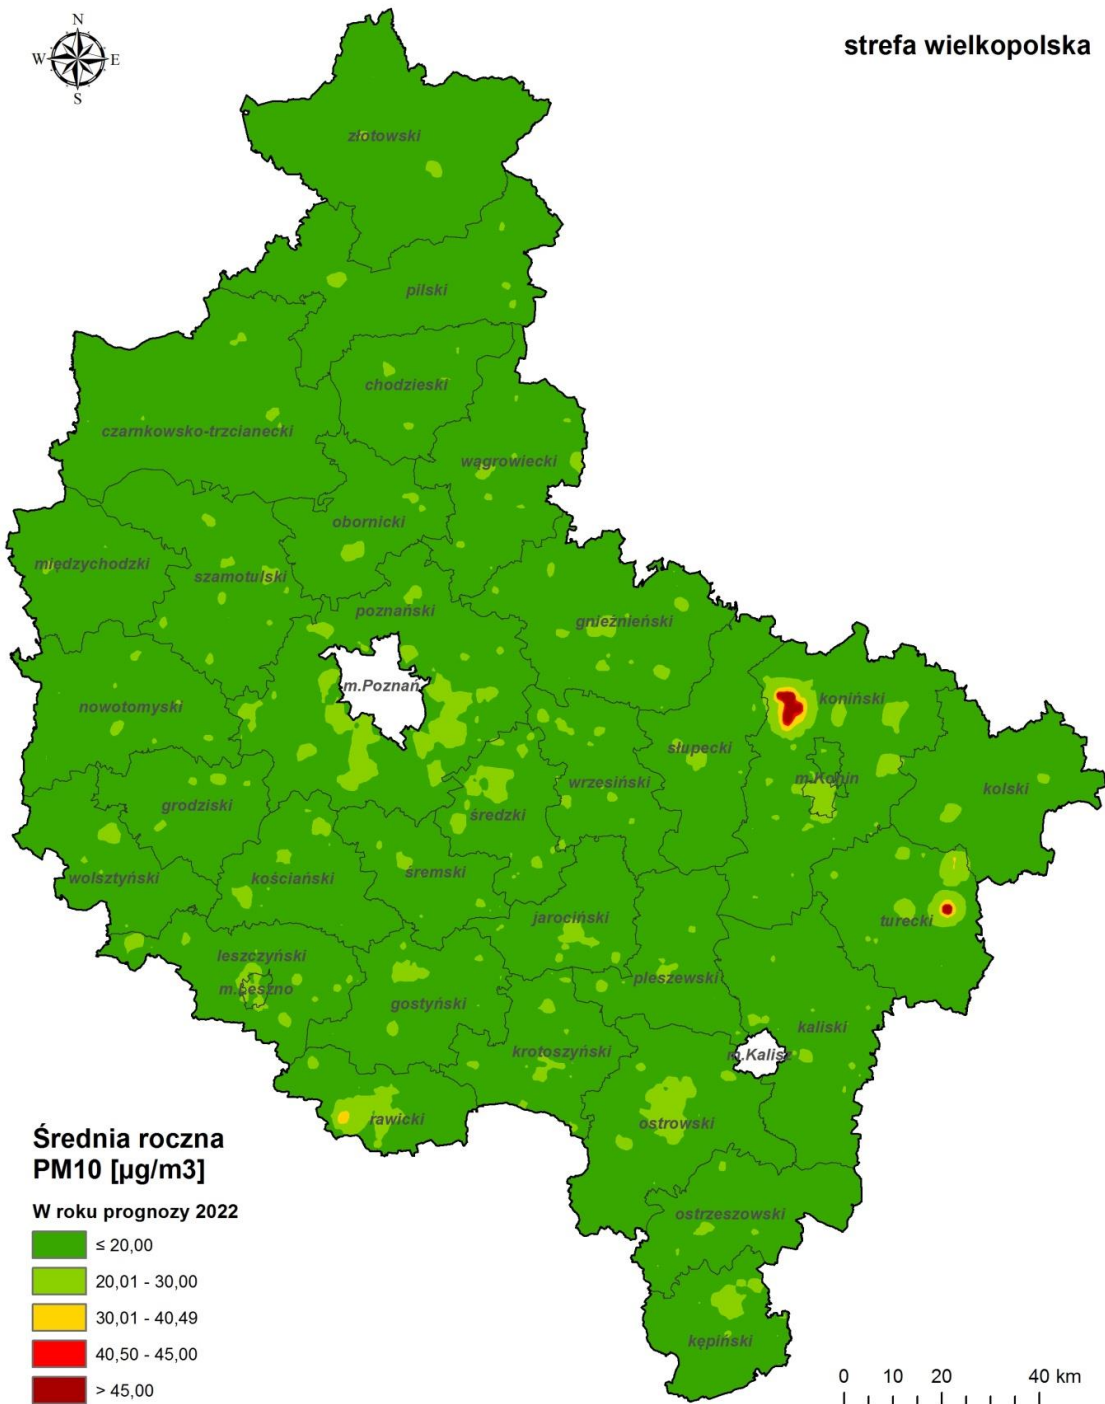 N
W E
S
strefa wielkopolska
złotowski
pilski
chodzieski
czarnkowsko-trzcianecki
wągrowiecki
obornicki
międzychodzki
szamotulski
poznański
gnieźnieński
m.Poznań
nowotomyski
koniński
słupecki
m.Konin
wrzesiński
kolski
grodziski
średzki
wolsztyński
kościański
śremski
jarociński
turecki
leszczyński
m.Leszno
pleszewski
gostyński
kaliski
krotoszyński
m.Kalisz
rawicki
ostrowski
ostrzeszowski
kępiński
Średnia roczna
PM10 [µg/m3]
W roku prognozy 2022
≤ 20,00
20,01 - 30,00
30,01 - 40,49
40,50 - 45,00
> 45,00
0 10 20 40 km